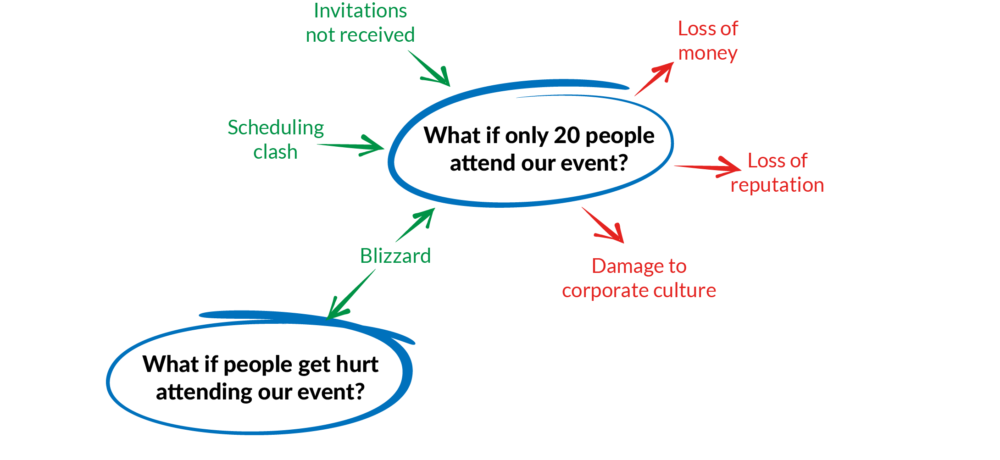 Invitations
not received
Loss of
money
Scheduling
clash
What if only 20 people
attend our event?
Loss of
reputation
Blizzard
Damage to
corporate culture
What if people get hurt
attending our event?